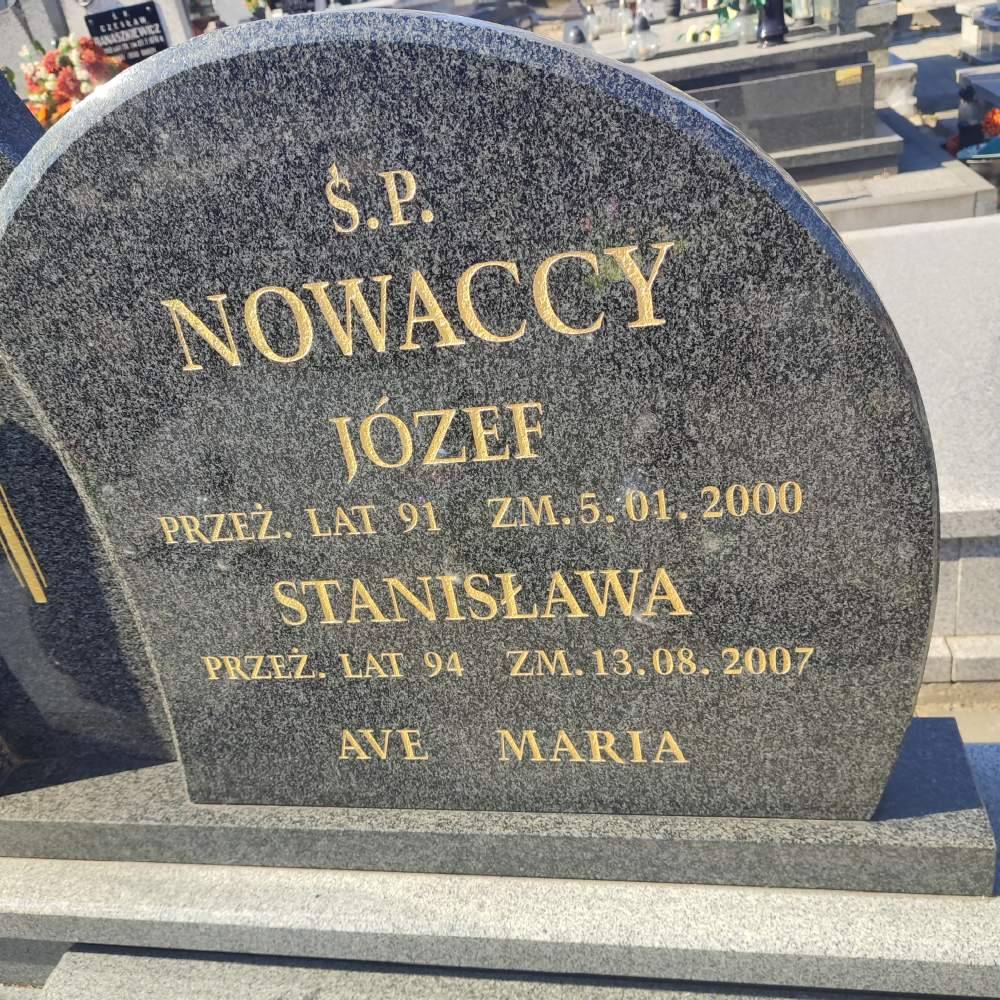 Ś.P.
NOWACCY
JÓZEF
PRZEŻ. LAT 91 ZM. 5. 01. 2000
STANISŁAWA
PRZEŻ. LAT 94 ZM. 13. 08. 2007
AVE MARIA